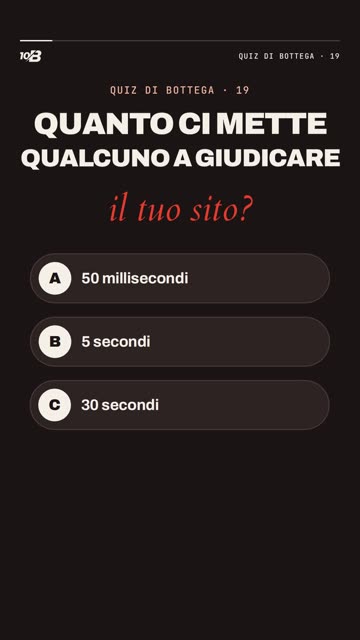 10B
QUIZ DI BOTTEGA · 19
QUIZ DI BOTTEGA · 19
QUANTO CI METTE
QUALCUNO A GIUDICARE
il tuo sito?
A 50 millisecondi
B 5 secondi
C 30 secondi